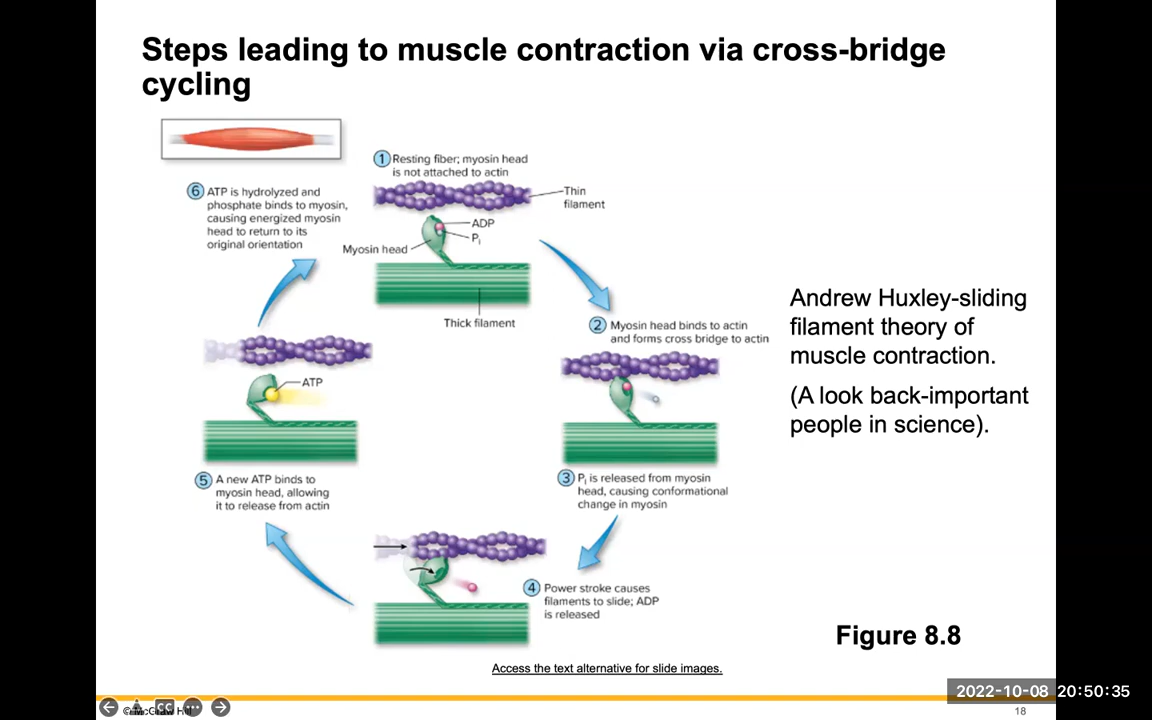 Steps leading to muscle contraction via cross-bridge
cycling
1 Resting fiber; myosin head
is not attached to actin
Thin
filament
ADP
Pi
Myosin head
Thick filament
2 Myosin head binds to actin
and forms cross bridge to actin
3 Pi is released from myosin
head, causing conformational
change in myosin
4 Power stroke causes
filaments to slide; ADP
is released
5 A new ATP binds to
myosin head, allowing
it to release from actin
ATP
6 ATP is hydrolyzed and
phosphate binds to myosin,
causing energized myosin
head to return to its
original orientation
Andrew Huxley-sliding
filament theory of
muscle contraction.
(A look back-important
people in science).
Figure 8.8
Access the text alternative for slide images.
2022-10-08 20:50:35
© McGraw Hill
CC
18